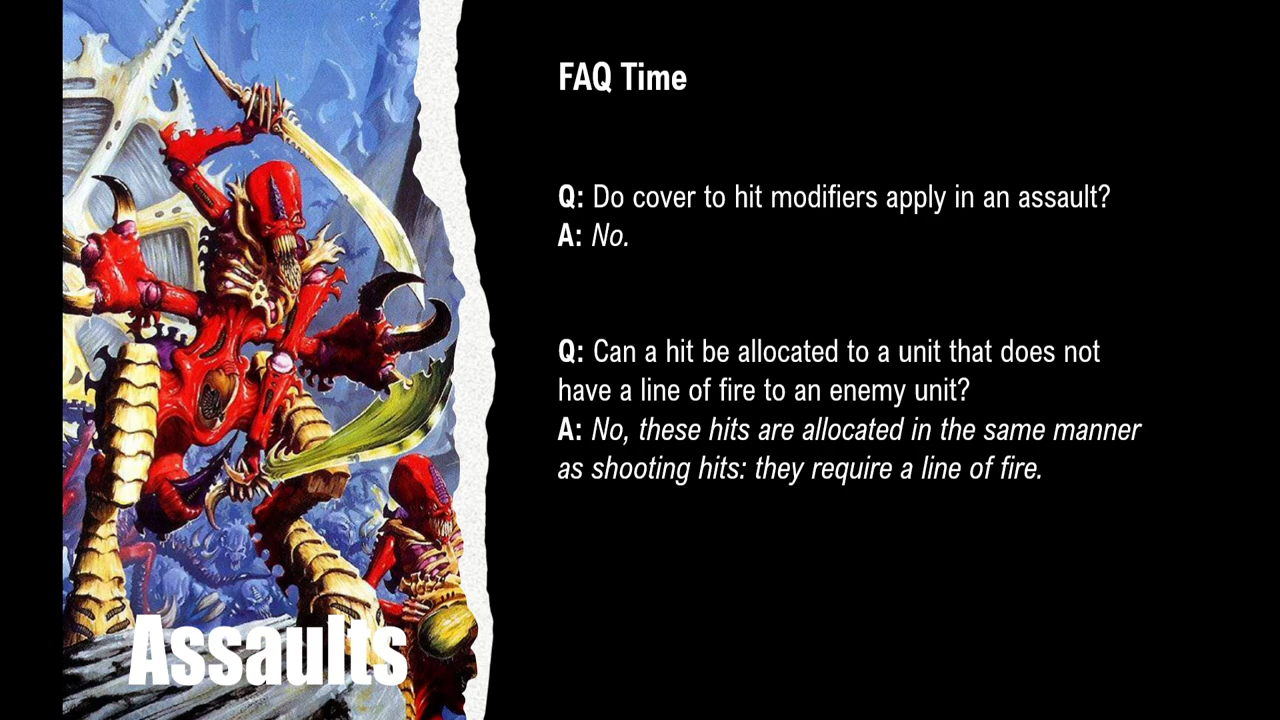 FAQ Time
Q: Do cover to hit modifiers apply in an assault?
A: No.
Q: Can a hit be allocated to a unit that does not
have a line of fire to an enemy unit?
A: No, these hits are allocated in the same manner
as shooting hits: they require a line of fire.
Assaults